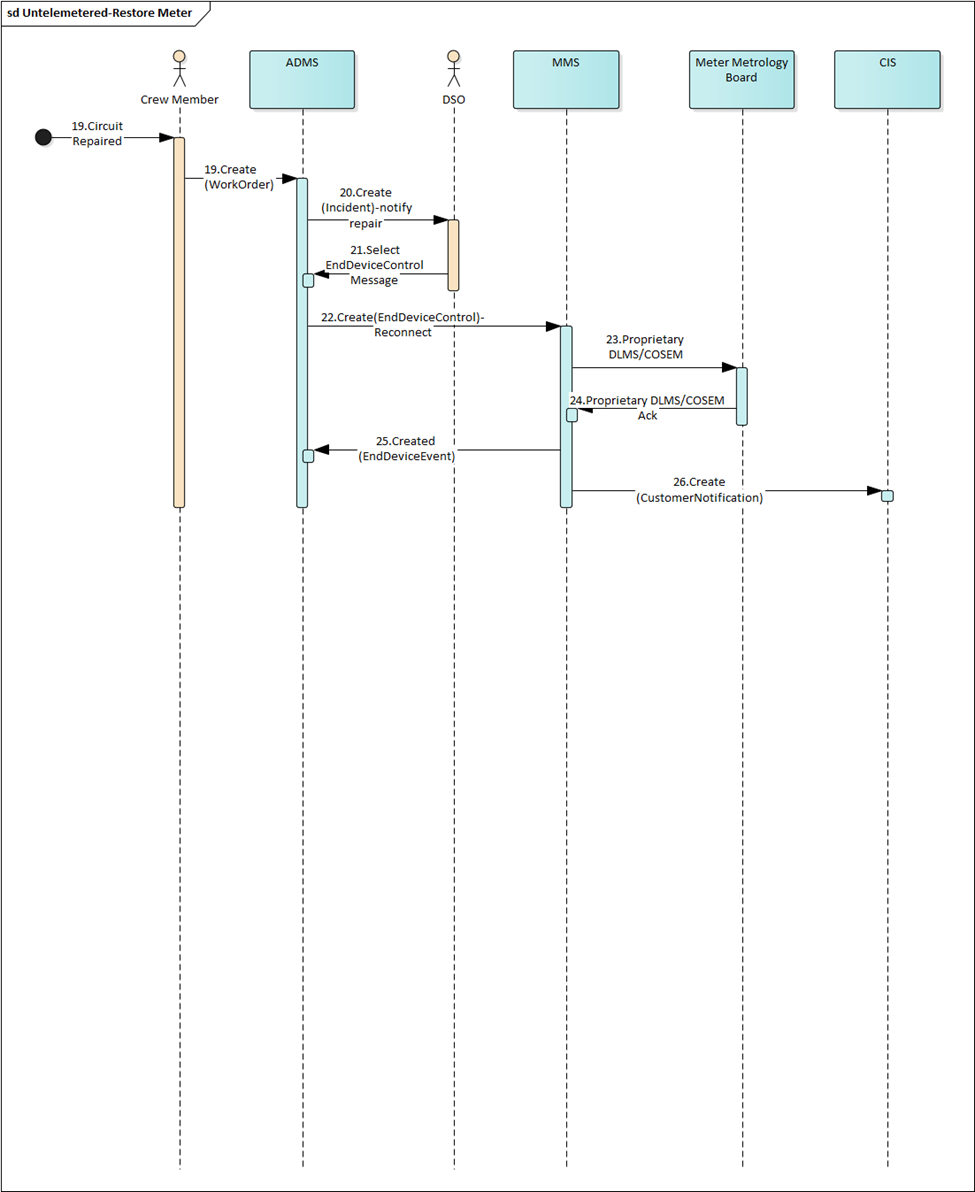 sd Untelemetered-Restore Meter
Crew Member
ADMS
DSO
MMS
Meter Metrology
Board
CIS
19.Circuit
Repaired
19.Create
(WorkOrder)
20.Create
(Incident)-notify
repair
21.Select
EndDeviceControl
Message
22.Create(EndDeviceControl)-
Reconnect
23.Proprietary
DLMS/COSEM
24.Proprietary DLMS/COSEM
Ack
25.Created
(EndDeviceEvent)
26.Create
(CustomerNotification)